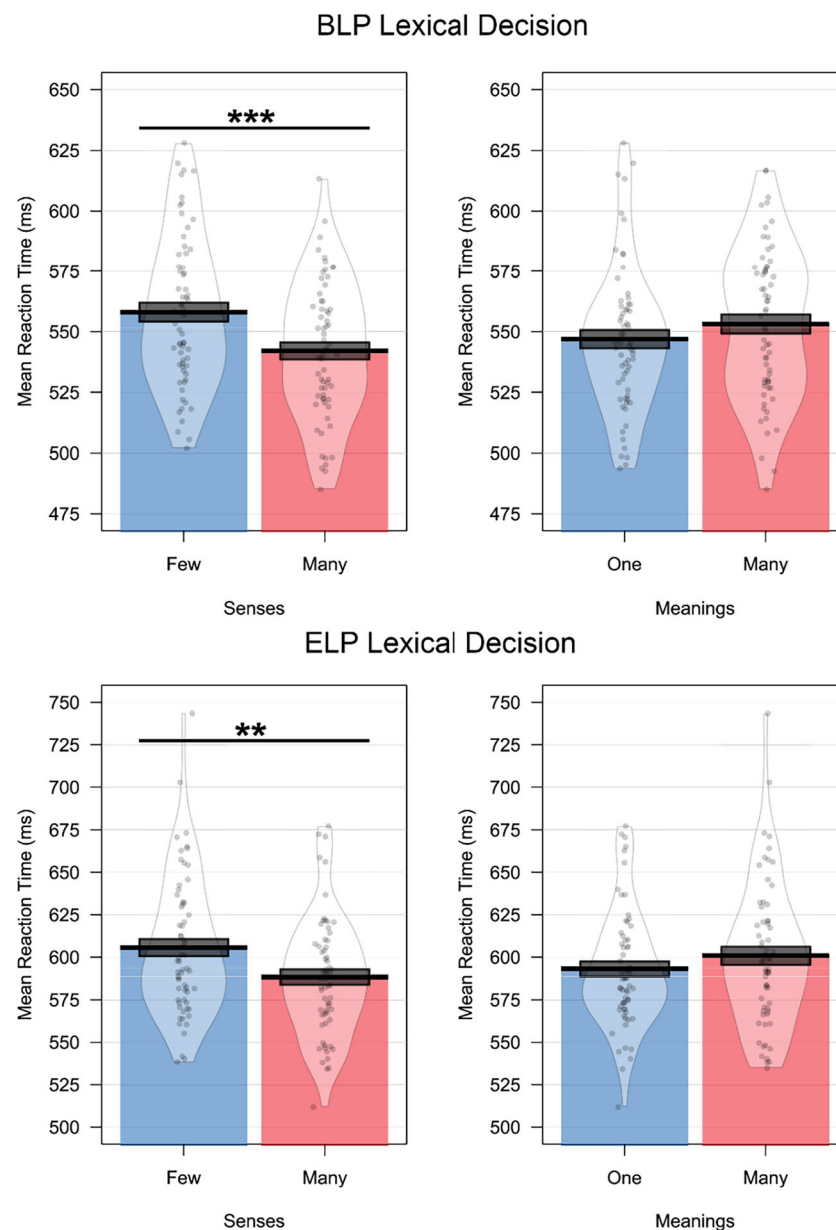 BLP Lexical Decision
Mean Reaction Time (ms)
650
625
600
575
550
525
500
475
***
Few
Many
Senses
Mean Reaction Time (ms)
650
625
600
575
550
525
500
475
One
Many
Meanings
ELP Lexical Decision
Mean Reaction Time (ms)
750
725
700
675
650
625
600
575
550
525
500
**
Few
Many
Senses
Mean Reaction Time (ms)
750
725
700
675
650
625
600
575
550
525
500
One
Many
Meanings